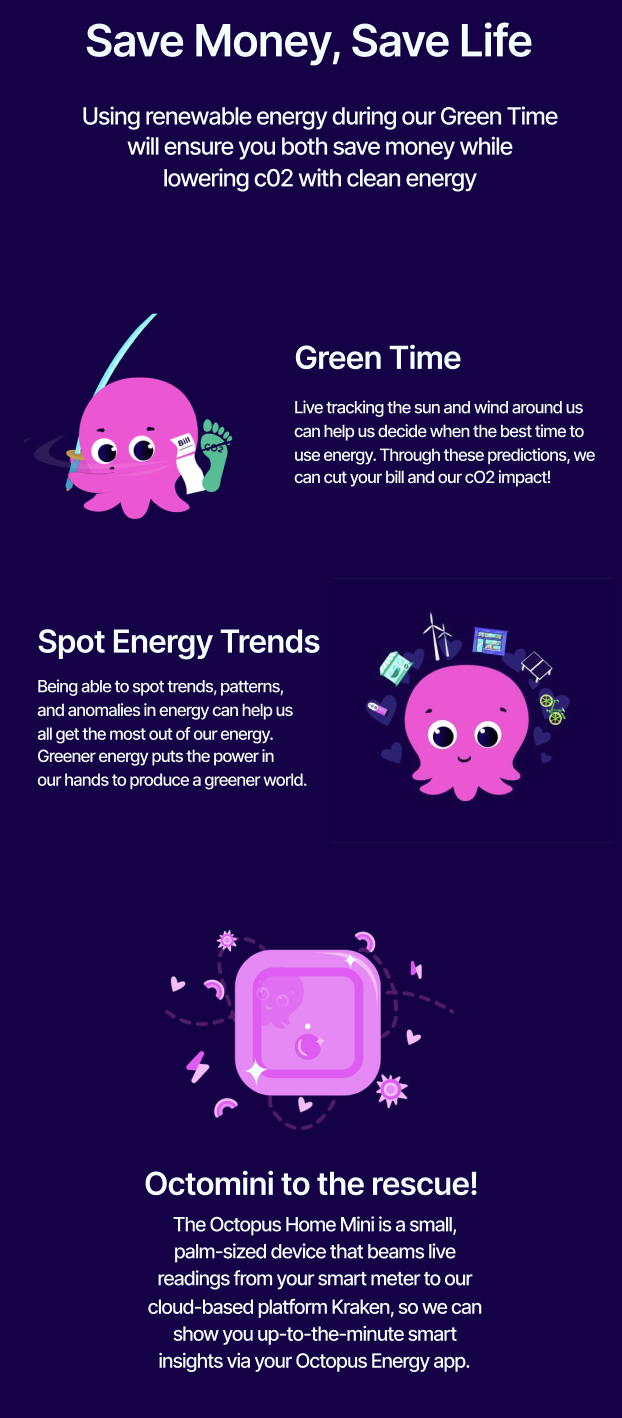 Save Money, Save Life
Using renewable energy during our Green Time
will ensure you both save money while
lowering c02 with clean energy
Green Time
Live tracking the sun and wind around us
can help us decide when the best time to
use energy. Through these predictions, we
can cut your bill and our cO2 impact!
Bill
Spot Energy Trends
Being able to spot trends, patterns,
and anomalies in energy can help us
all get the most out of our energy.
Greener energy puts the power in
our hands to produce a greener world.
Octomini to the rescue!
The Octopus Home Mini is a small,
palm-sized device that beams live
readings from your smart meter to our
cloud-based platform Kraken, so we can
show you up-to-the-minute smart
insights via your Octopus Energy app.